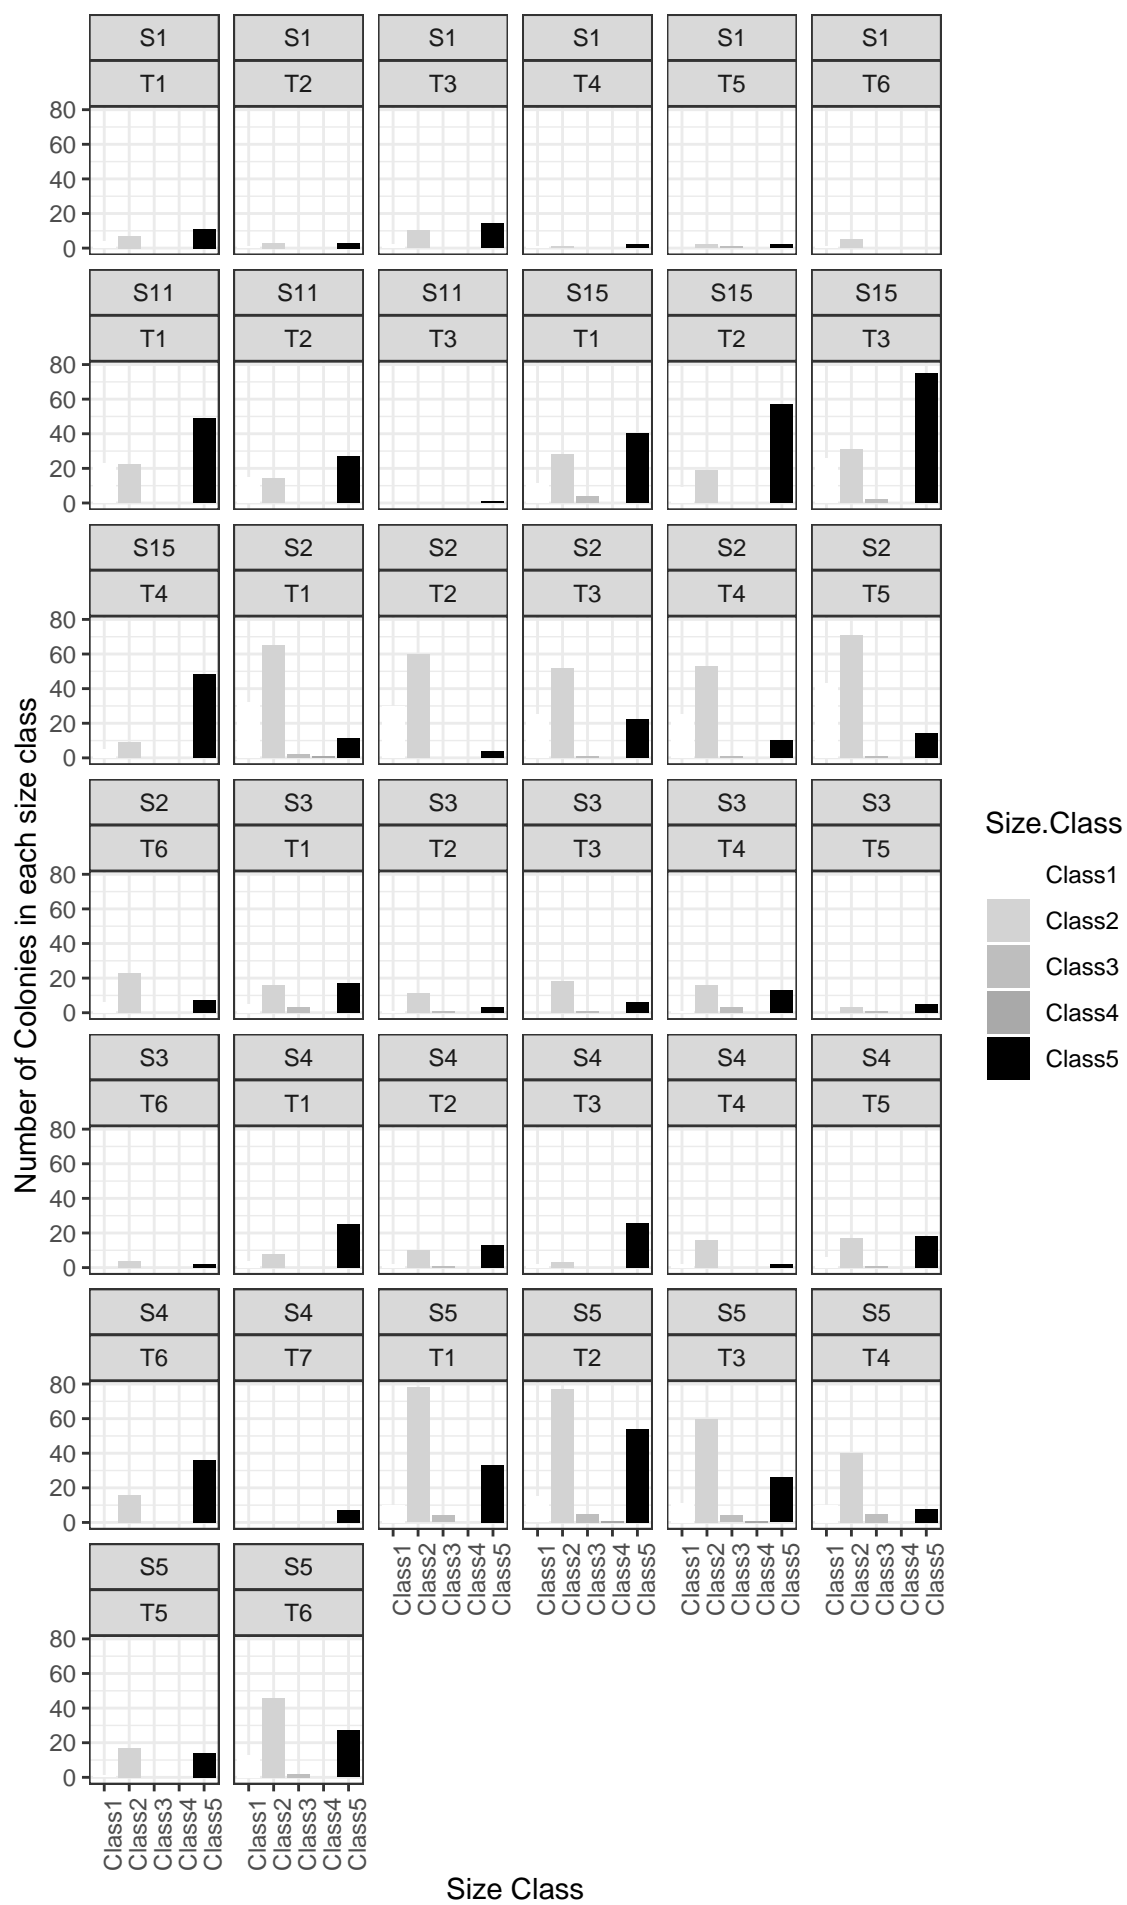 S1 S1 S1 S1 S1 S1
T1 T2 T3 T4 T5 T6
80
60
40
20
0
S11 S11 S11 S15 S15 S15
T1 T2 T3 T1 T2 T3
80
60
40
20
0
S15 S2 S2 S2 S2 S2
T4 T1 T2 T3 T4 T5
80
60
40
20
0
S2 S3 S3 S3 S3 S3
T6 T1 T2 T3 T4 T5
80
60
40
20
0
S3 S4 S4 S4 S4 S4
T6 T1 T2 T3 T4 T5
80
60
40
20
0
S4 S4 S5 S5 S5 S5
T6 T7 T1 T2 T3 T4
80
60
40
20
0
Class1 Class2 Class3 Class4 Class5 Class1 Class2 Class3 Class4 Class5 Class1 Class2 Class3 Class4 Class5 Class1 Class2 Class3 Class4 Class5
S5 S5
T5 T6
80
60
40
20
0
Class1 Class2 Class3 Class4 Class5 Class1 Class2 Class3 Class4 Class5
Size Class
Number of Colonies in each size class
Size.Class
Class1
Class2
Class3
Class4
Class5